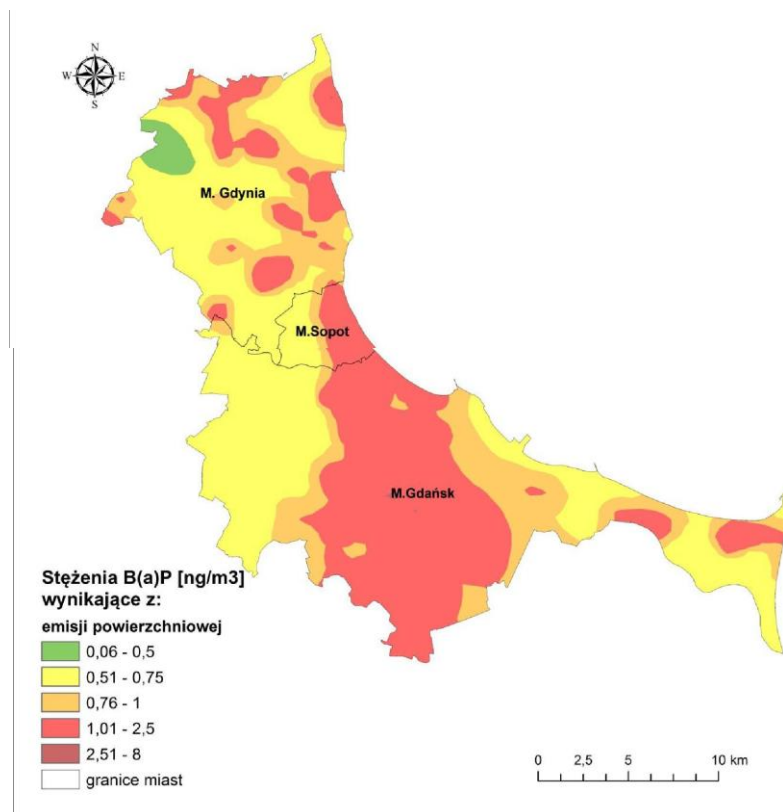 N
W E
S
M. Gdynia
M.Sopot
M.Gdańsk
Stężenia B(a)P [ng/m3]
wynikające z:
emisji powierzchniowej
0,06 - 0,5
0,51 - 0,75
0,76 - 1
1,01 - 2,5
2,51 - 8
granice miast
0 2,5 5 10 km